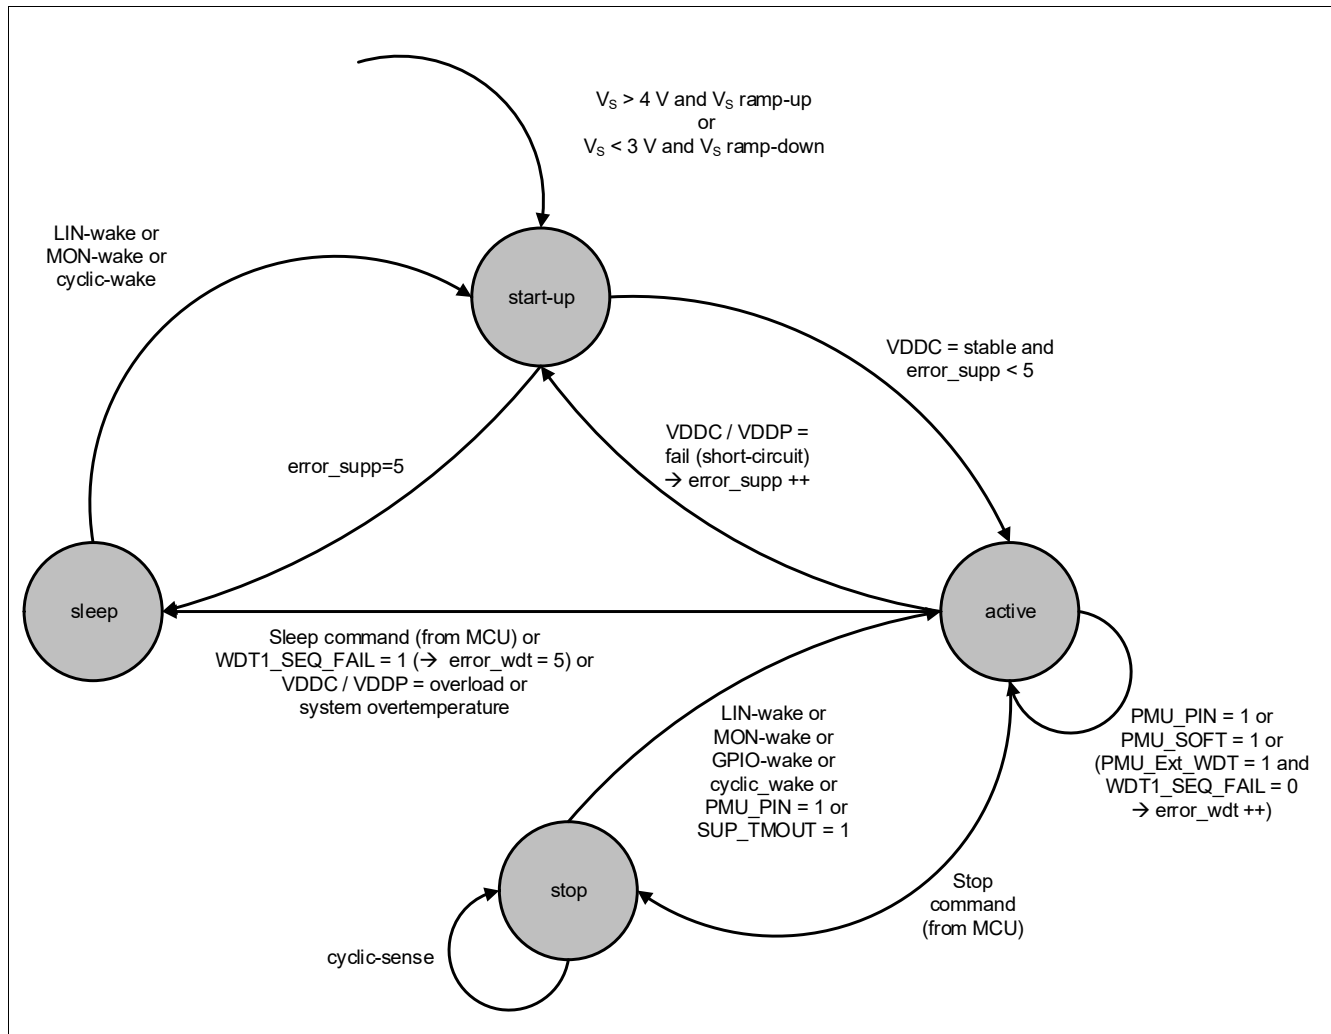 V_S > 4 V and V_S ramp-up
or
V_S < 3 V and V_S ramp-down
LIN-wake or
MON-wake or
cyclic-wake
start-up
VDDC = stable and
error_supp < 5
VDDC / VDDP =
fail (short-circuit)
→ error_supp ++
error_supp=5
sleep
active
Sleep command (from MCU) or
WDT1_SEQ_FAIL = 1 (→ error_wdt = 5) or
VDDC / VDDP = overload or
system overtemperature
LIN-wake or
MON-wake or
GPIO-wake or
cyclic_wake or
PMU_PIN = 1 or
SUP_TMOUT = 1
PMU_PIN = 1 or
PMU_SOFT = 1 or
(PMU_Ext_WDT = 1 and
WDT1_SEQ_FAIL = 0
→ error_wdt ++)
stop
Stop
command
(from MCU)
cyclic-sense